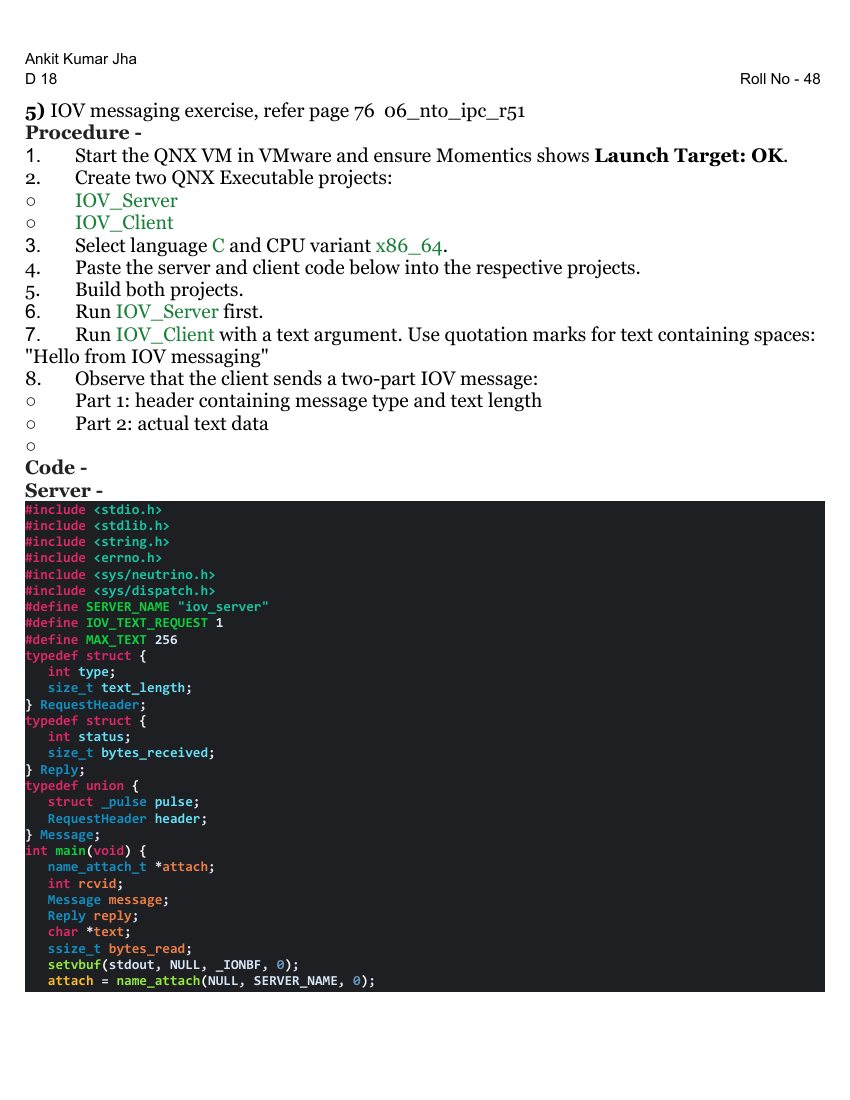 Ankit Kumar Jha
D 18 Roll No - 48
5) IOV messaging exercise, refer page 76 06_nto_ipc_r51
Procedure -
1. Start the QNX VM in VMware and ensure Momentics shows Launch Target: OK.
2. Create two QNX Executable projects:
○ IOV_Server
○ IOV_Client
3. Select language C and CPU variant x86_64.
4. Paste the server and client code below into the respective projects.
5. Build both projects.
6. Run IOV_Server first.
7. Run IOV_Client with a text argument. Use quotation marks for text containing spaces:
"Hello from IOV messaging"
8. Observe that the client sends a two-part IOV message:
○ Part 1: header containing message type and text length
○ Part 2: actual text data
○
Code -
Server -
#include <stdio.h>
#include <stdlib.h>
#include <string.h>
#include <errno.h>
#include <sys/neutrino.h>
#include <sys/dispatch.h>
#define SERVER_NAME "iov_server"
#define IOV_TEXT_REQUEST 1
#define MAX_TEXT 256
typedef struct {
   int type;
   size_t text_length;
} RequestHeader;
typedef struct {
   int status;
   size_t bytes_received;
} Reply;
typedef union {
   struct _pulse pulse;
   RequestHeader header;
} Message;
int main(void) {
   name_attach_t *attach;
   int rcvid;
   Message message;
   Reply reply;
   char *text;
   ssize_t bytes_read;
   setvbuf(stdout, NULL, _IONBF, 0);
   attach = name_attach(NULL, SERVER_NAME, 0);